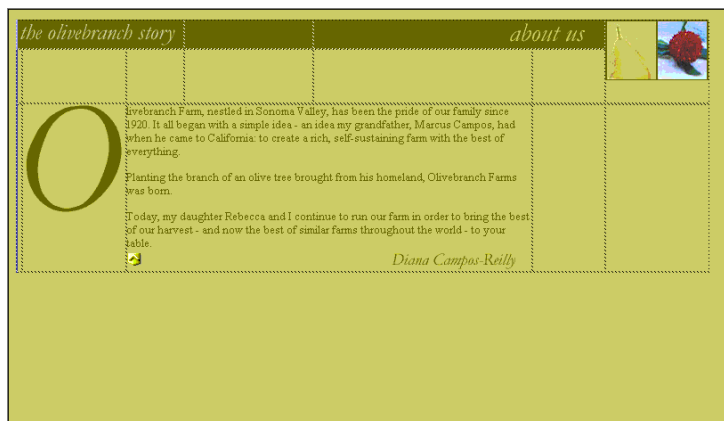 the olivebranch story
about us
O
livebranch Farm, nestled in Sonoma Valley, has been the pride of our family since
1920. It all began with a simple idea - an idea my grandfather, Marcus Campos, had
when he came to California: to create a rich, self-sustaining farm with the best of
everything.
Planting the branch of an olive tree brought from his homeland, Olivebranch Farms
was born.
Today, my daughter Rebecca and I continue to run our farm in order to bring the best
of our harvest - and now the best of similar farms throughout the world - to your
table.
Diana Campos-Reilly